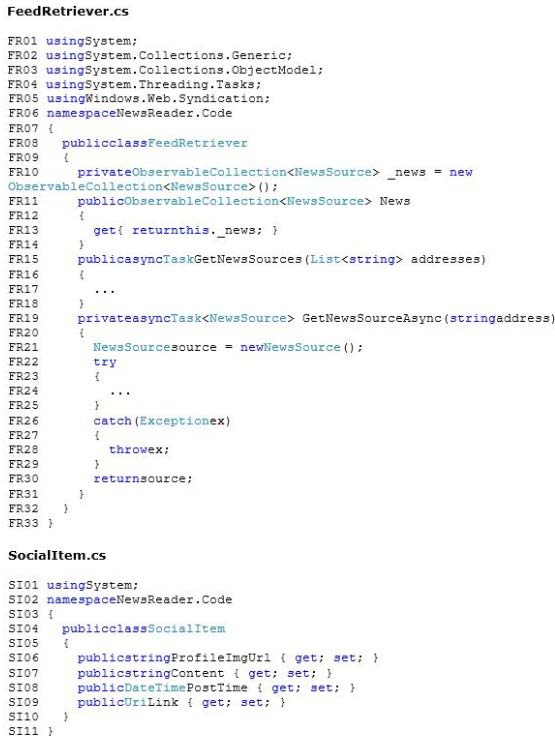 FeedRetriever.cs
FR01 usingSystem;
FR02 usingSystem.Collections.Generic;
FR03 usingSystem.Collections.ObjectModel;
FR04 usingSystem.Threading.Tasks;
FR05 usingWindows.Web.Syndication;
FR06 namespaceNewsReader.Code
FR07 {
FR08 publicclassFeedRetriever
FR09 {
FR10 privateObservableCollection<NewsSource> _news = new
ObservableCollection<NewsSource>();
FR11 publicObservableCollection<NewsSource> News
FR12 {
FR13 get{ returnthis._news; }
FR14 }
FR15 publicasyncTaskGetNewsSources(List<string> addresses)
FR16 {
FR17 ...
FR18 }
FR19 privateasyncTask<NewsSource> GetNewsSourceAsync(stringaddress)
FR20 {
FR21 NewsSourcesource = newNewsSource();
FR22 try
FR23 {
FR24 ...
FR25 }
FR26 catch(Exceptionex)
FR27 {
FR28 throwex;
FR29 }
FR30 returnsource;
FR31 }
FR32 }
FR33 }
SocialItem.cs
SI01 usingSystem;
SI02 namespaceNewsReader.Code
SI03 {
SI04 publicclassSocialItem
SI05 {
SI06 publicstringProfileImgUrl { get; set; }
SI07 publicstringContent { get; set; }
SI08 publicDateTimePostTime { get; set; }
SI09 publicUriLink { get; set; }
SI10 }
SI11 }